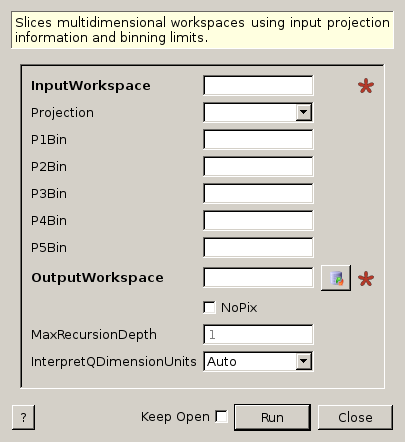 Slices multidimensional workspaces using input projection
information and binning limits.
InputWorkspace *
Projection
P1Bin
P2Bin
P3Bin
P4Bin
P5Bin
OutputWorkspace *
NoPix
MaxRecursionDepth 1
InterpretQDimensionUnits Auto
? Keep Open Run Close